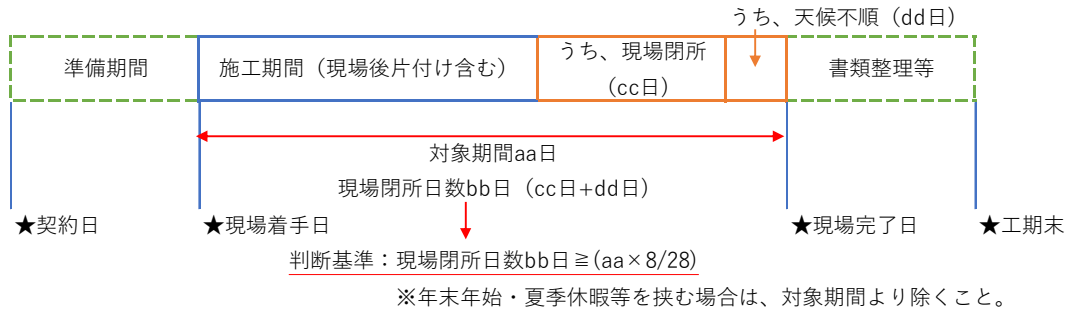 うち、天候不順（dd日）
準備期間
施工期間（現場後片付け含む）
うち、現場閉所
（cc日）
書類整理等
対象期間aa日
現場閉所日数bb日（cc日+dd日）
★契約日
★現場着手日
★現場完了日
★工期末
判断基準：現場閉所日数bb日≧(aa×8/28)
※年末年始・夏季休暇等を挟む場合は、対象期間より除くこと。